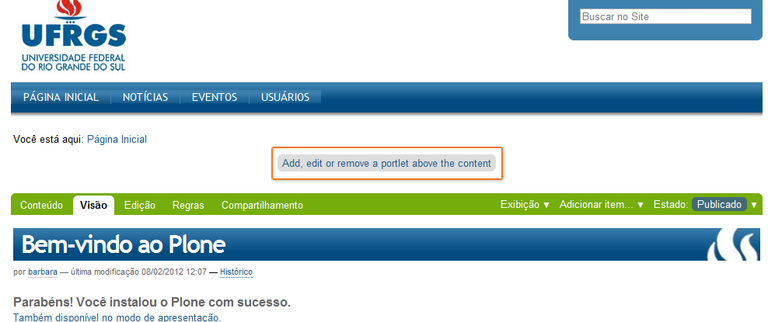 UFRGS
UNIVERSIDADE FEDERAL
DO RIO GRANDE DO SUL
Buscar no Site
PÁGINA INICIAL NOTÍCIAS EVENTOS USUÁRIOS
Você está aqui: Página Inicial
Add, edit or remove a portlet above the content
Conteúdo Visão Edição Regras Compartilhamento Exibição ▼ Adicionar item... ▼ Estado: Publicado ▼
Bem-vindo ao Plone
por barbara — última modificação 08/02/2012 12:07 — Histórico
Parabéns! Você instalou o Plone com sucesso.
Também disponível no modo de apresentação.